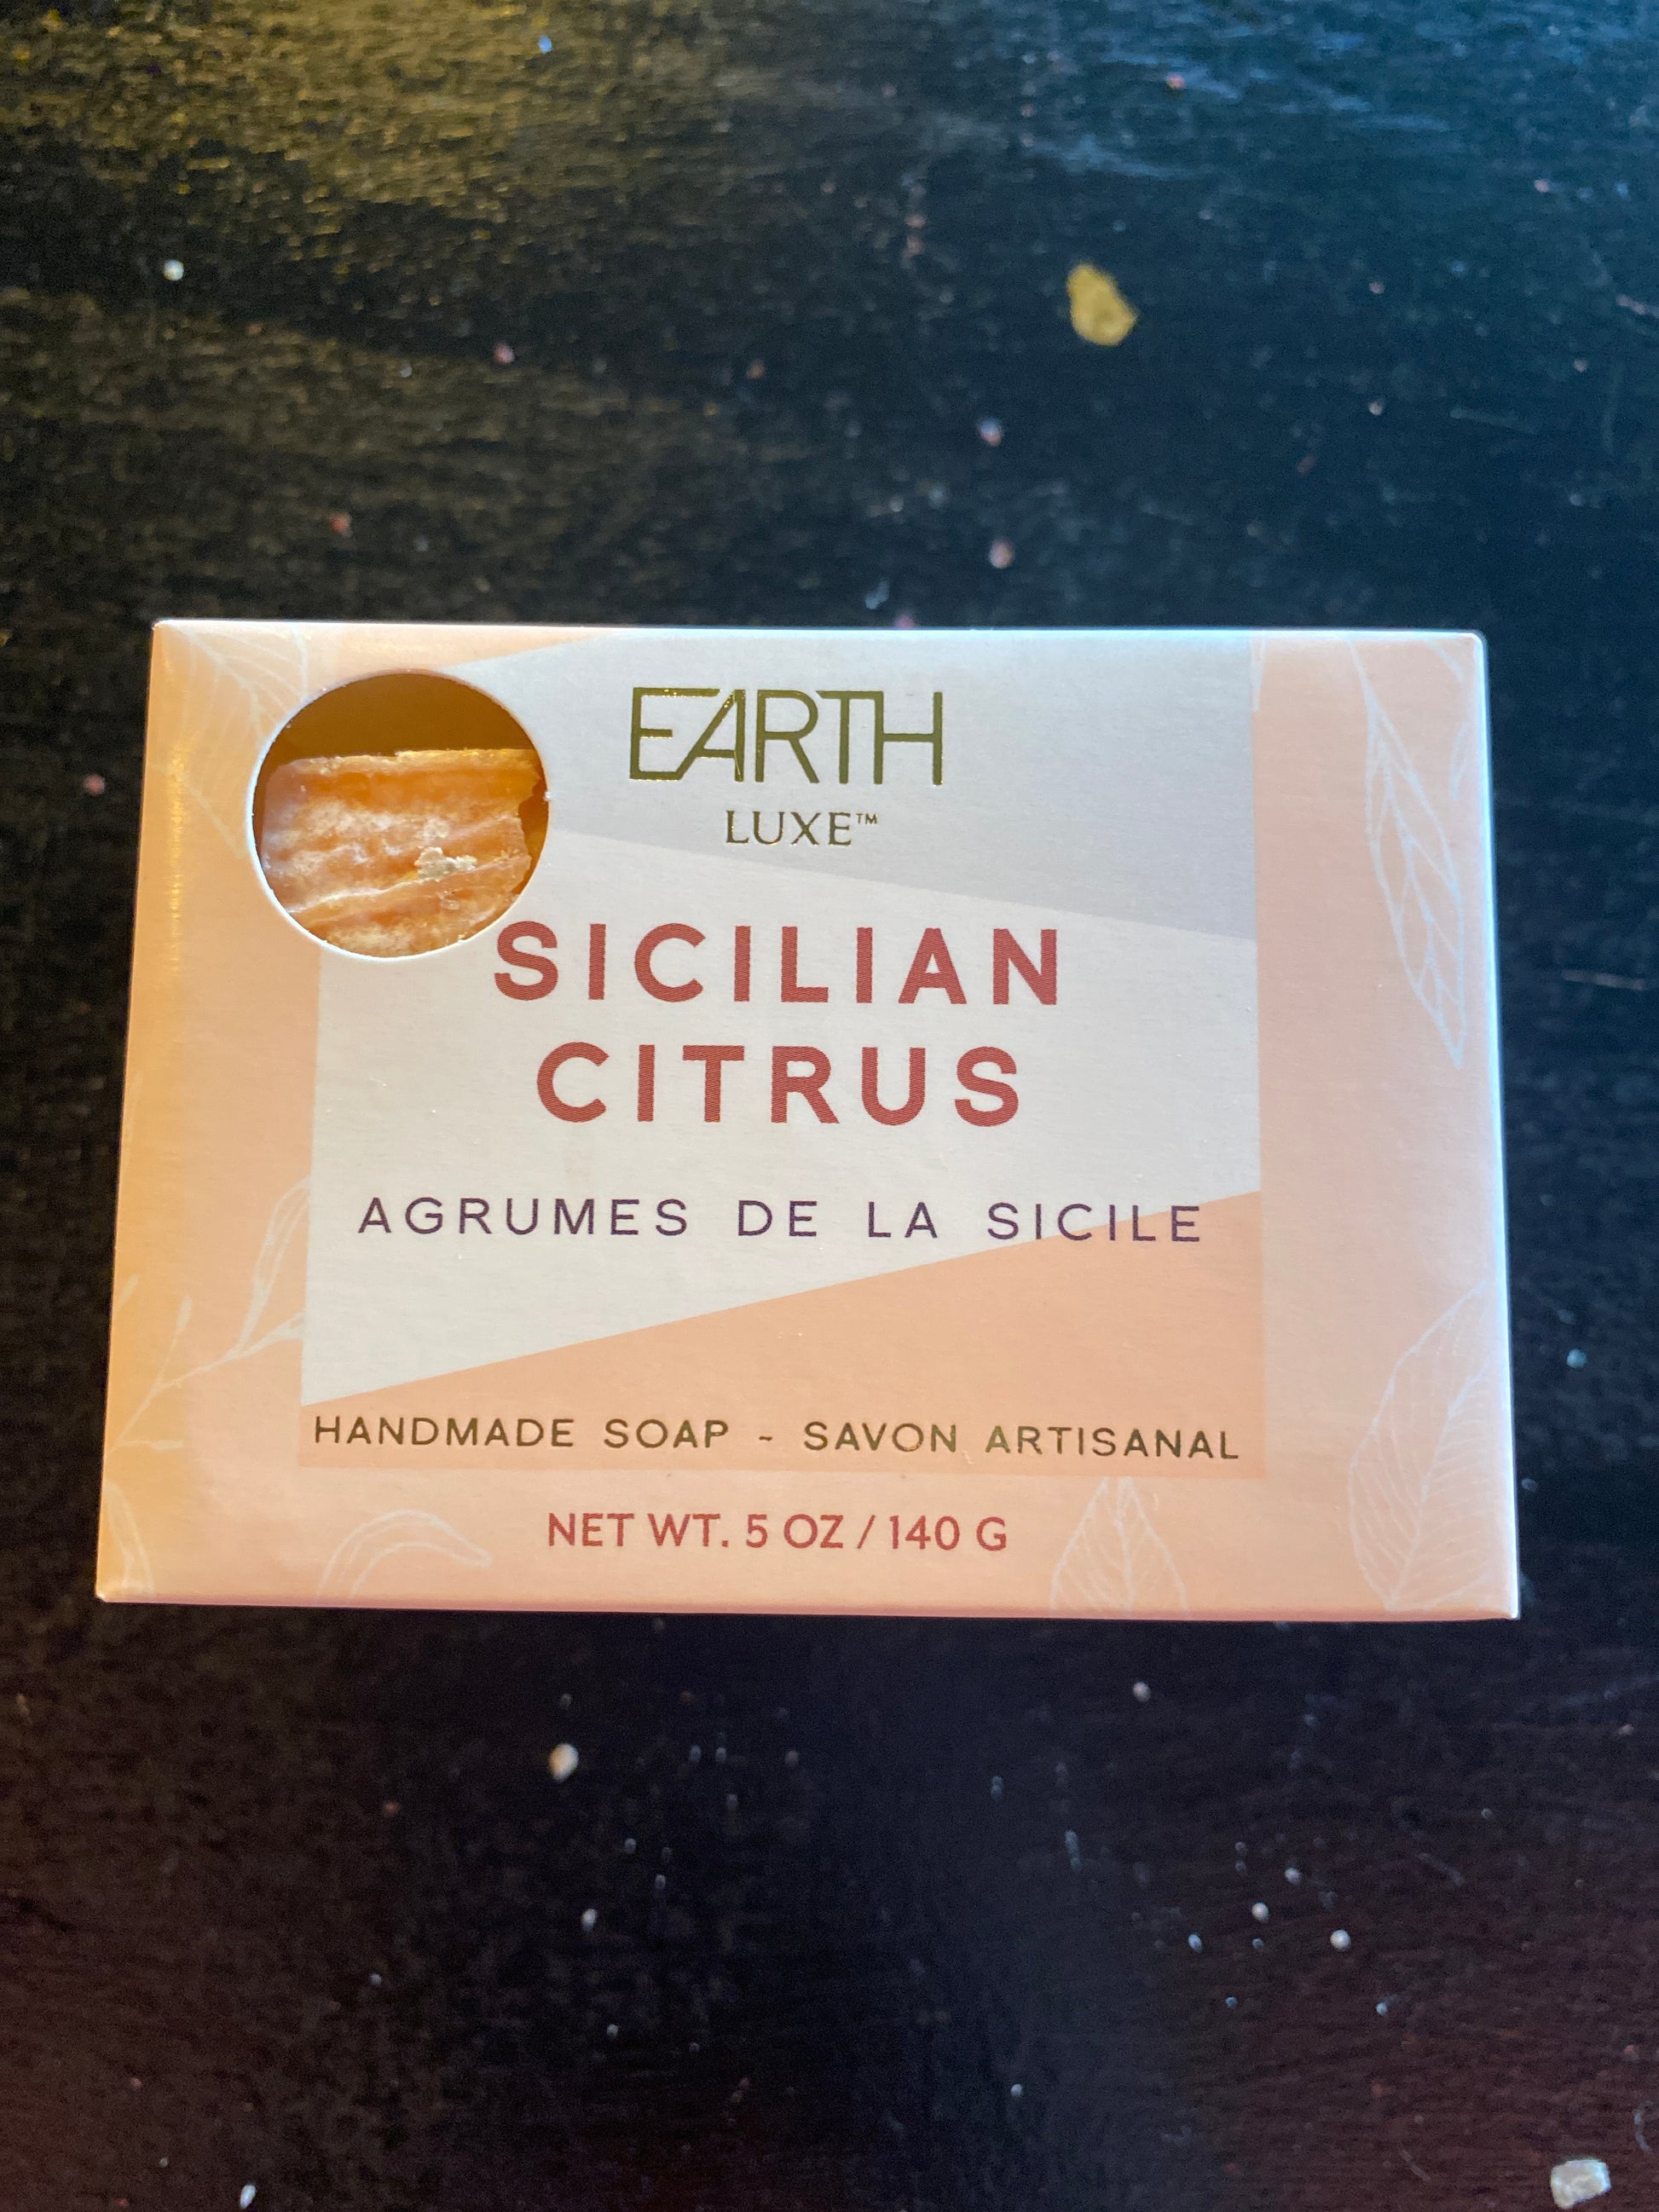 EARTH
LUXE™
SICILIAN
CITRUS
AGRUMES DE LA SICILE
HANDMADE SOAP - SAVON ARTISANAL
NET WT. 5 OZ / 140 G